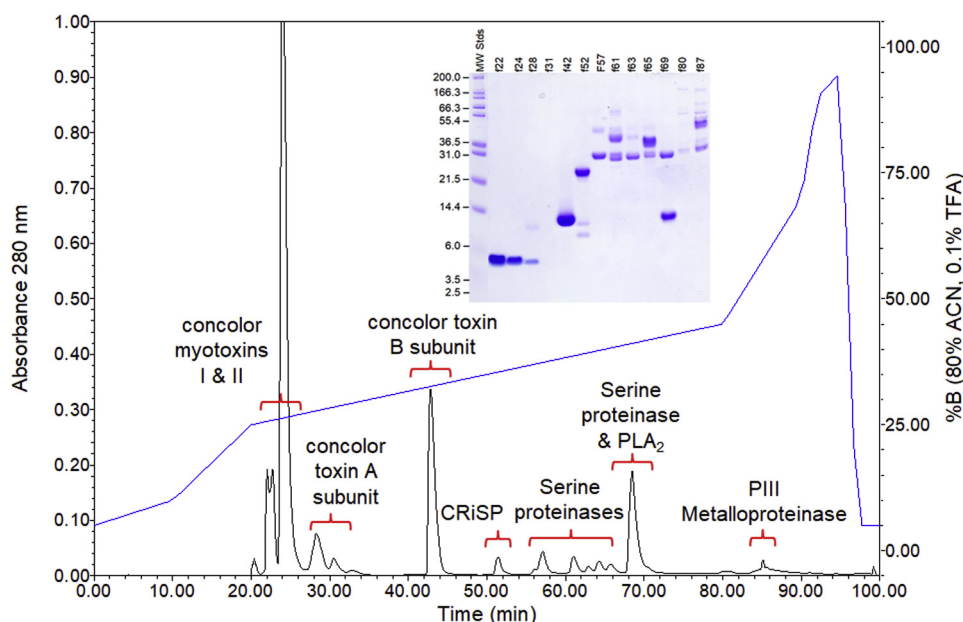 1.00
0.90
0.80
0.70
0.60
0.50
0.40
0.30
0.20
0.10
0.00
Absorbance 280 nm
0.00
10.00
20.00
30.00
40.00
50.00
60.00
70.00
80.00
90.00
100.0
Time (min)
100.00
75.00
50.00
25.00
0.00
%B (80% ACN, 0.1% TFA)
MW Stds
f22
f24
f28
f31
f42
f52
F57
f61
f63
f65
f69
f80
f87
200.0
166.3
66.3
55.4
36.5
31.0
21.5
14.4
6.0
3.5
2.5
concolor
myotoxins
I & II
concolor
toxin A
subunit
concolor toxin
B subunit
CRiSP
Serine
proteinases
Serine
proteinase
& PLA₂
PIII
Metalloproteinase